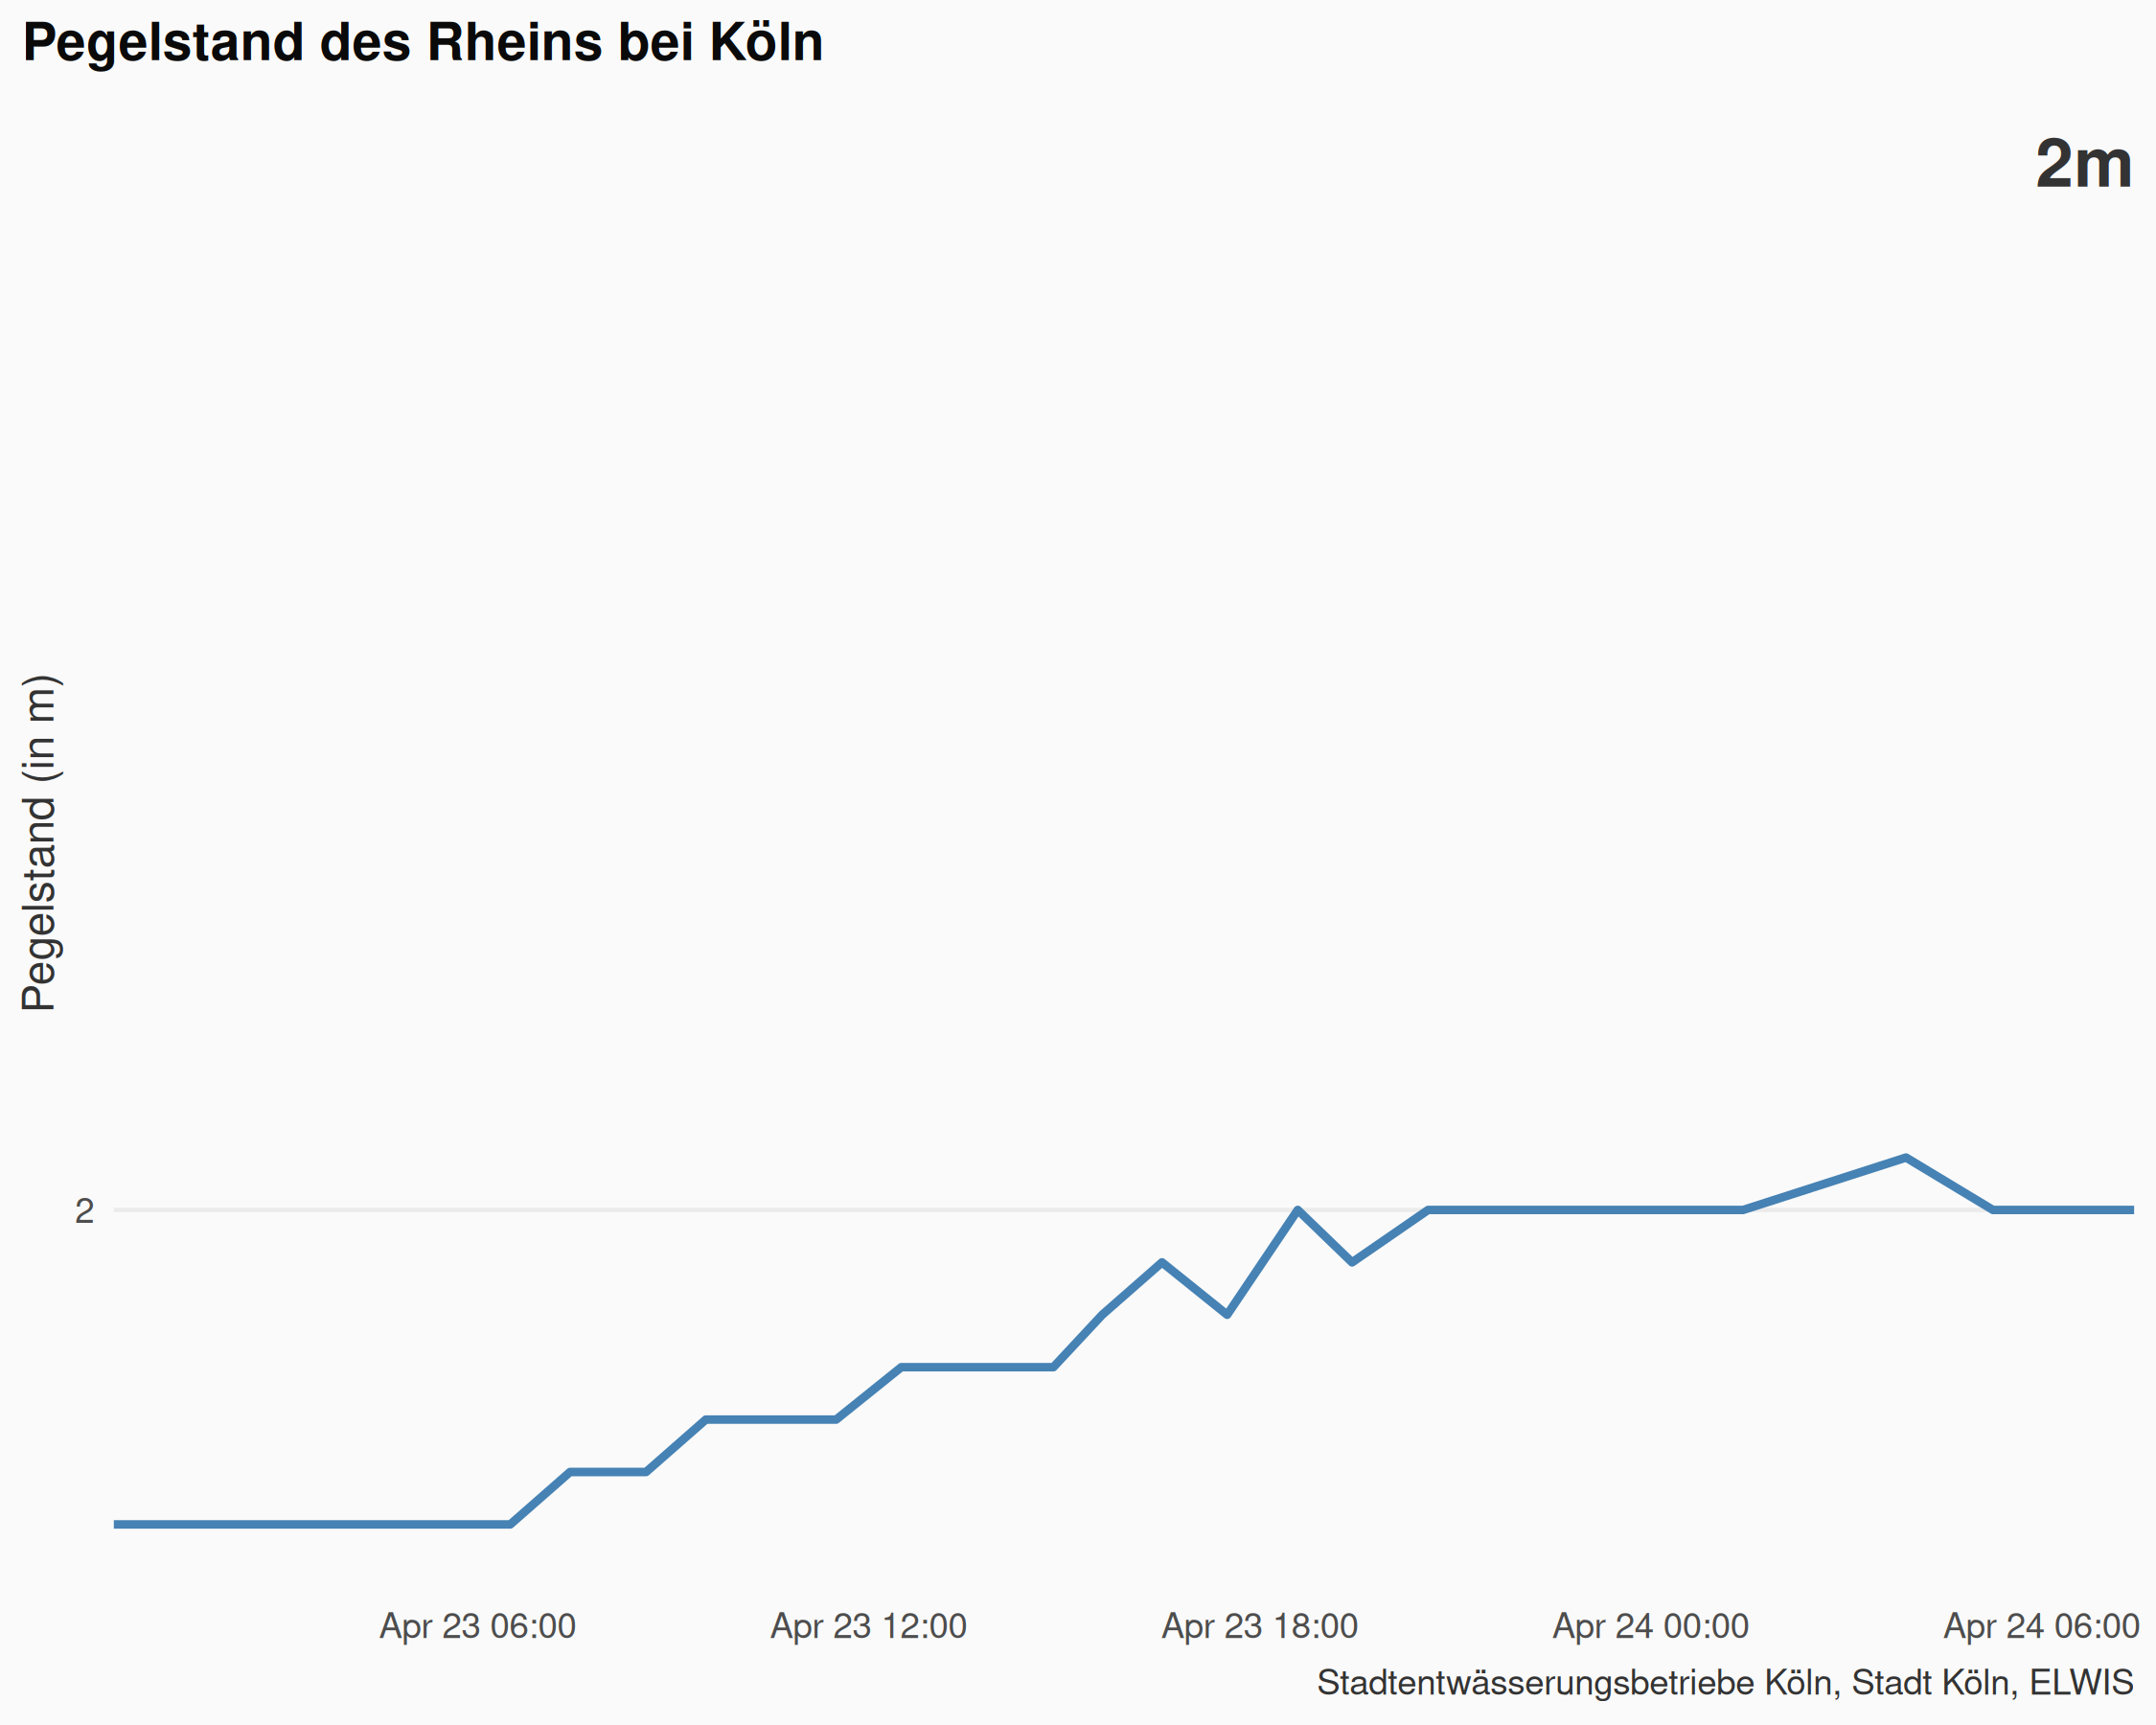 Pegelstand des Rheins bei Köln
2m
Pegelstand (in m)
2
Apr 23 06:00
Apr 23 12:00
Apr 23 18:00
Apr 24 00:00
Apr 24 06:00
Stadtentwässerungsbetriebe Köln, Stadt Köln, ELWIS